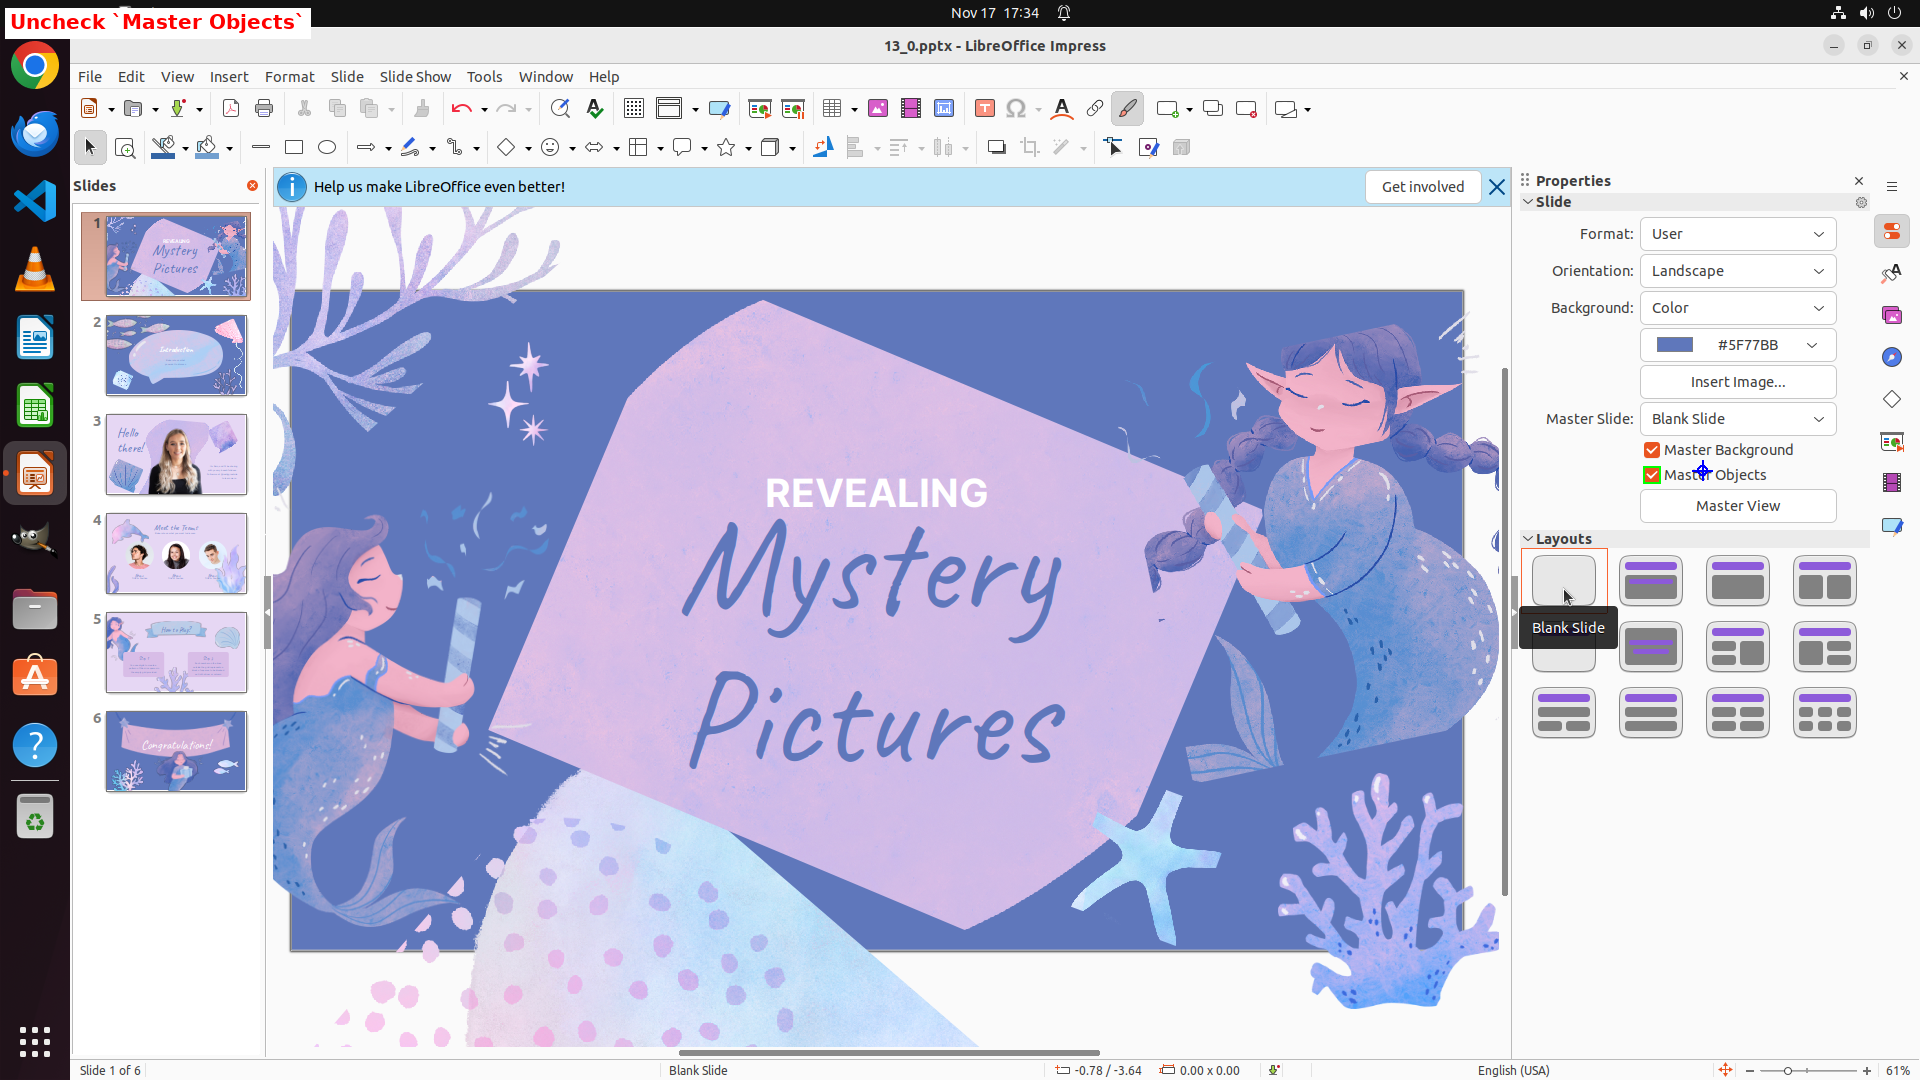 Uncheck `Master Objects`
Nov 17 17:34
13_0.pptx - LibreOffice Impress
File Edit View Insert Format Slide Slide Show Tools Window Help
Slides
Help us make LibreOffice even better!
Get involved
Properties
Slide
Format: User
Orientation: Landscape
Background: Color
#5F77BB
Insert Image...
Master Slide: Blank Slide
Master Background
Master Objects
Master View
Layouts
Blank Slide
1
REVEALING
Mystery
Pictures
2
Introduction
3
Hello
there!
4
Meet the Team!
5
How to Play?
6
Congratulations!
REVEALING
Mystery
Pictures
Slide 1 of 6
Blank Slide
-0.78 / -3.64
0.00 x 0.00
English (USA)
61%